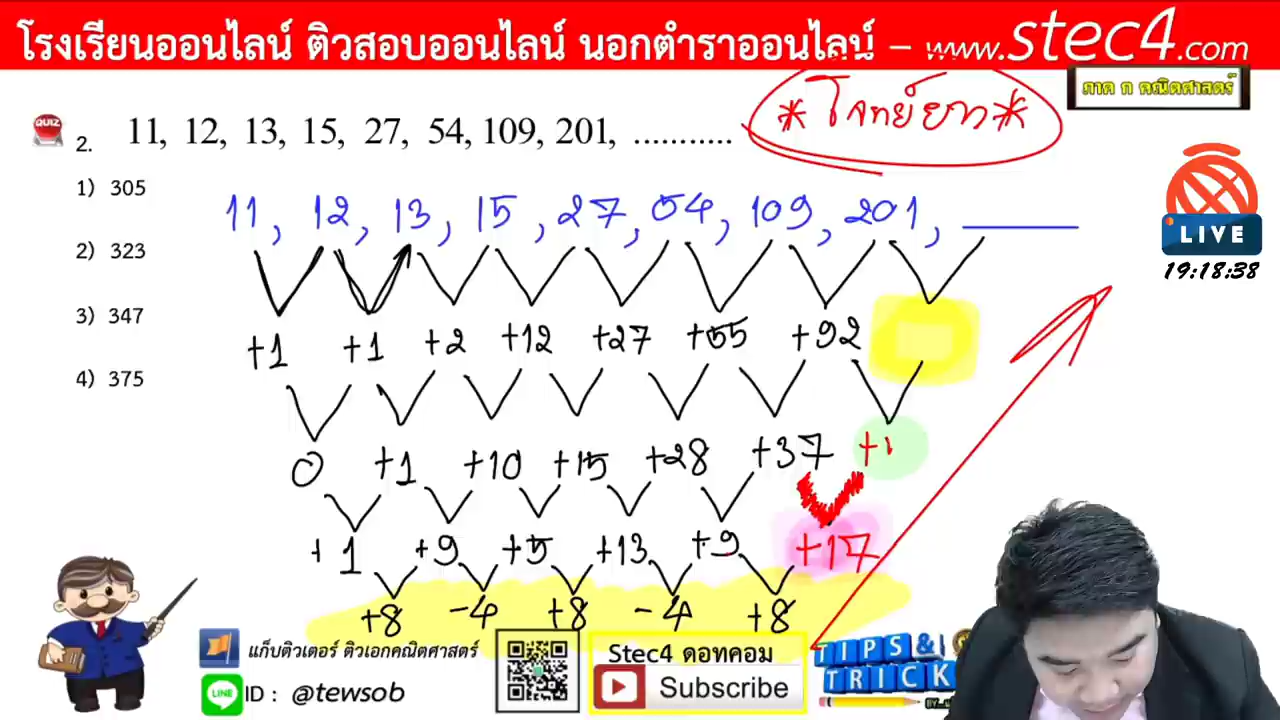 โรงเรียนออนไลน์ ติวสอบออนไลน์ นอกตำราออนไลน์ – www.stec4.com
ภาค ก คณิตศาสตร์
*โจทย์ยาก*
QUIZ
2. 11, 12, 13, 15, 27, 54, 109, 201, ...........
1) 305
2) 323
3) 347
4) 375
11, 12, 13, 15, 27, 54, 109, 201,
LIVE
19:18:38
+1 +1 +2 +12 +27 +55 +92
0 +1 +10 +15 +28 +37 +
+1 +9 +5 +13 +9 +17
+8 -4 +8 -4 +8
แก็บติวเตอร์ ติวเอกคณิตศาสตร์
LINE ID : @tewsob
Stec4 ดอทคอม
Subscribe
TIPS &
TRICK